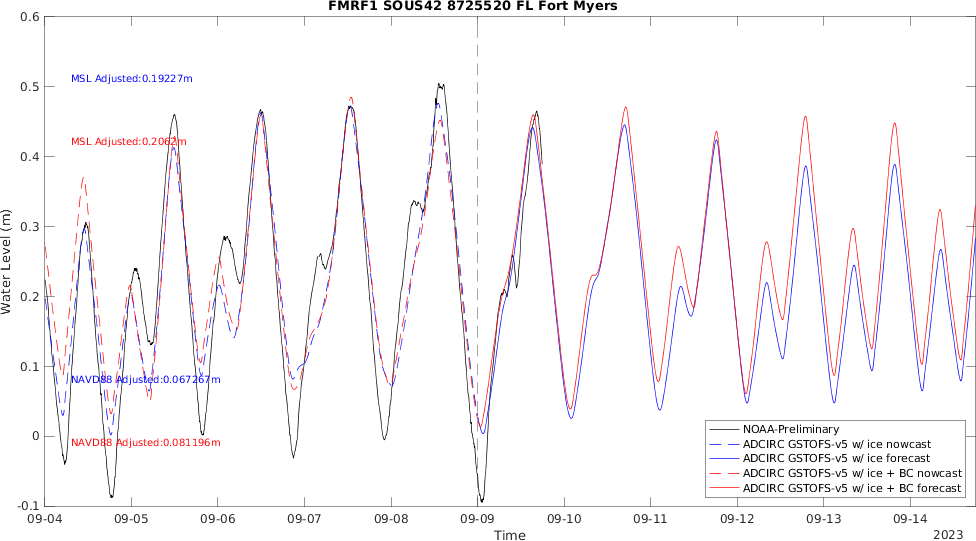 FMRF1 SOUS42 8725520 FL Fort Myers
0.6
0.5
0.4
0.3
0.2
0.1
0
-0.1
Water Level (m)
MSL Adjusted:0.19227m
MSL Adjusted:0.2062m
NAVD88 Adjusted:0.067267m
NAVD88 Adjusted:0.081196m
NOAA-Preliminary
ADCIRC GSTOFS-v5 w/ ice nowcast
ADCIRC GSTOFS-v5 w/ ice forecast
ADCIRC GSTOFS-v5 w/ ice + BC nowcast
ADCIRC GSTOFS-v5 w/ ice + BC forecast
09-04 09-05 09-06 09-07 09-08 09-09 09-10 09-11 09-12 09-13 09-14
Time
2023